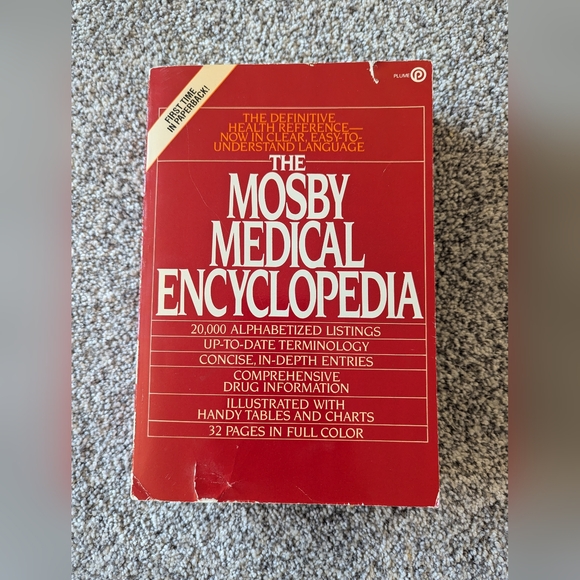 FIRST TIME
IN PAPERBACK!
PLUME
THE DEFINITIVE
HEALTH REFERENCE—
NOW IN CLEAR, EASY-TO-
UNDERSTAND LANGUAGE
THE
MOSBY
MEDICAL
ENCYCLOPEDIA
20,000 ALPHABETIZED LISTINGS
UP-TO-DATE TERMINOLOGY
CONCISE, IN-DEPTH ENTRIES
COMPREHENSIVE
DRUG INFORMATION
ILLUSTRATED WITH
HANDY TABLES AND CHARTS
32 PAGES IN FULL COLOR